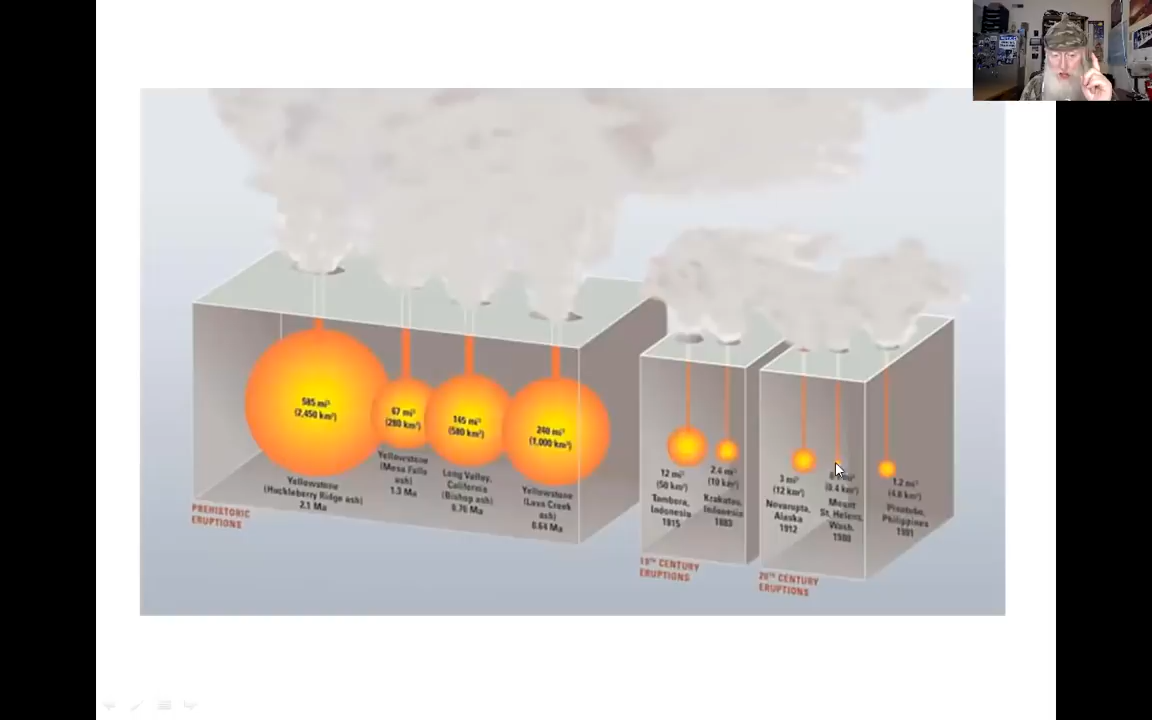 585 mi³
(2,450 km³)
Yellowstone
(Huckleberry Ridge ash)
2.1 Ma
67 mi³
(280 km³)
Yellowstone
(Mesa Falls
ash)
1.3 Ma
145 mi³
(580 km³)
Long Valley,
California
(Bishop ash)
0.76 Ma
240 mi³
(1,000 km³)
Yellowstone
(Lava Creek
ash)
0.64 Ma
PREHISTORIC
ERUPTIONS
12 mi³
(50 km³)
Tambora,
Indonesia
1815
2.4 mi³
(10 km³)
Krakatau,
Indonesia
1883
19TH CENTURY
ERUPTIONS
3 mi³
(12 km³)
Novarupta,
Alaska
1912
(0.4 km³)
Mount
St. Helens,
Wash.
1980
1.2 mi³
(4.8 km³)
Pinatubo,
Philippines
1991
20TH CENTURY
ERUPTIONS